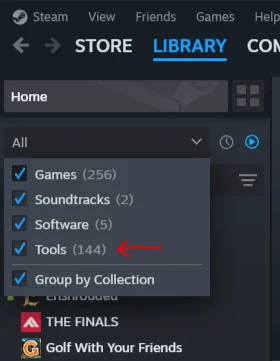 Steam View Friends Games Help
STORE LIBRARY COM
Home
All
Games (256)
Soundtracks (2)
Software (5)
Tools (144)
Group by Collection
Enshrouded
THE FINALS
Golf With Your Friends